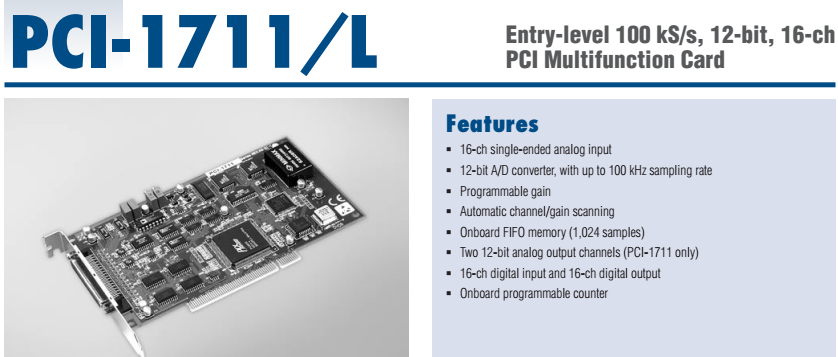 PCI-1711/L
Entry-level 100 kS/s, 12-bit, 16-ch
PCI Multifunction Card
Features
▪ 16-ch single-ended analog input
▪ 12-bit A/D converter, with up to 100 kHz sampling rate
▪ Programmable gain
▪ Automatic channel/gain scanning
▪ Onboard FIFO memory (1,024 samples)
▪ Two 12-bit analog output channels (PCI-1711 only)
▪ 16-ch digital input and 16-ch digital output
▪ Onboard programmable counter